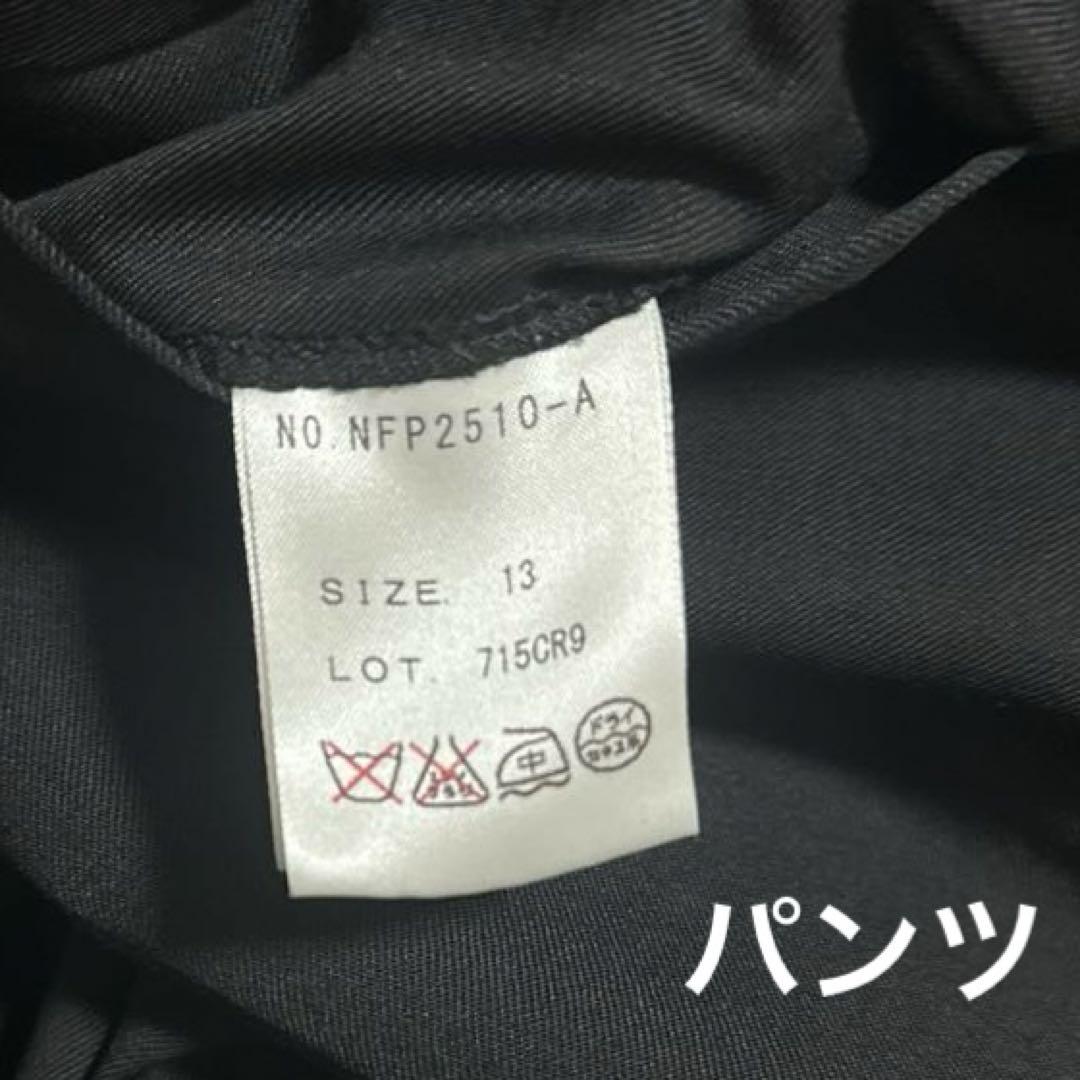 NO.NFP2510-A
SIZE. 13
LOT. 715CR9
中
ドライ
パンツ